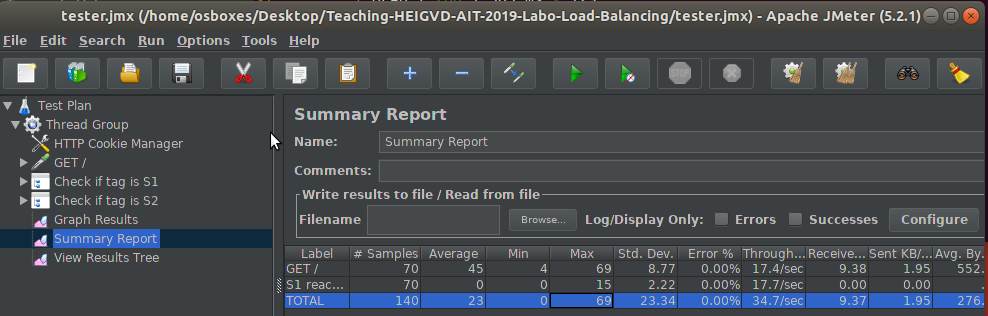 tester.jmx (/home/osboxes/Desktop/Teaching-HEIGVD-AIT-2019-Labo-Load-Balancing/tester.jmx) - Apache JMeter (5.2.1)
File Edit Search Run Options Tools Help
STOP
Test Plan
Thread Group
HTTP Cookie Manager
GET /
Check if tag is S1
Check if tag is S2
Graph Results
Summary Report
View Results Tree
Summary Report
Name: Summary Report
Comments:
Write results to file / Read from file
Filename Browse... Log/Display Only: Errors Successes Configure
Label # Samples Average Min Max Std. Dev. Error % Through... Receive... Sent KB/... Avg. By...
GET / 70 45 4 69 8.77 0.00% 17.4/sec 9.38 1.95 552.
S1 reac... 70 0 0 15 2.22 0.00% 17.7/sec 0.00 0.00 .
TOTAL 140 23 0 69 23.34 0.00% 34.7/sec 9.37 1.95 276.